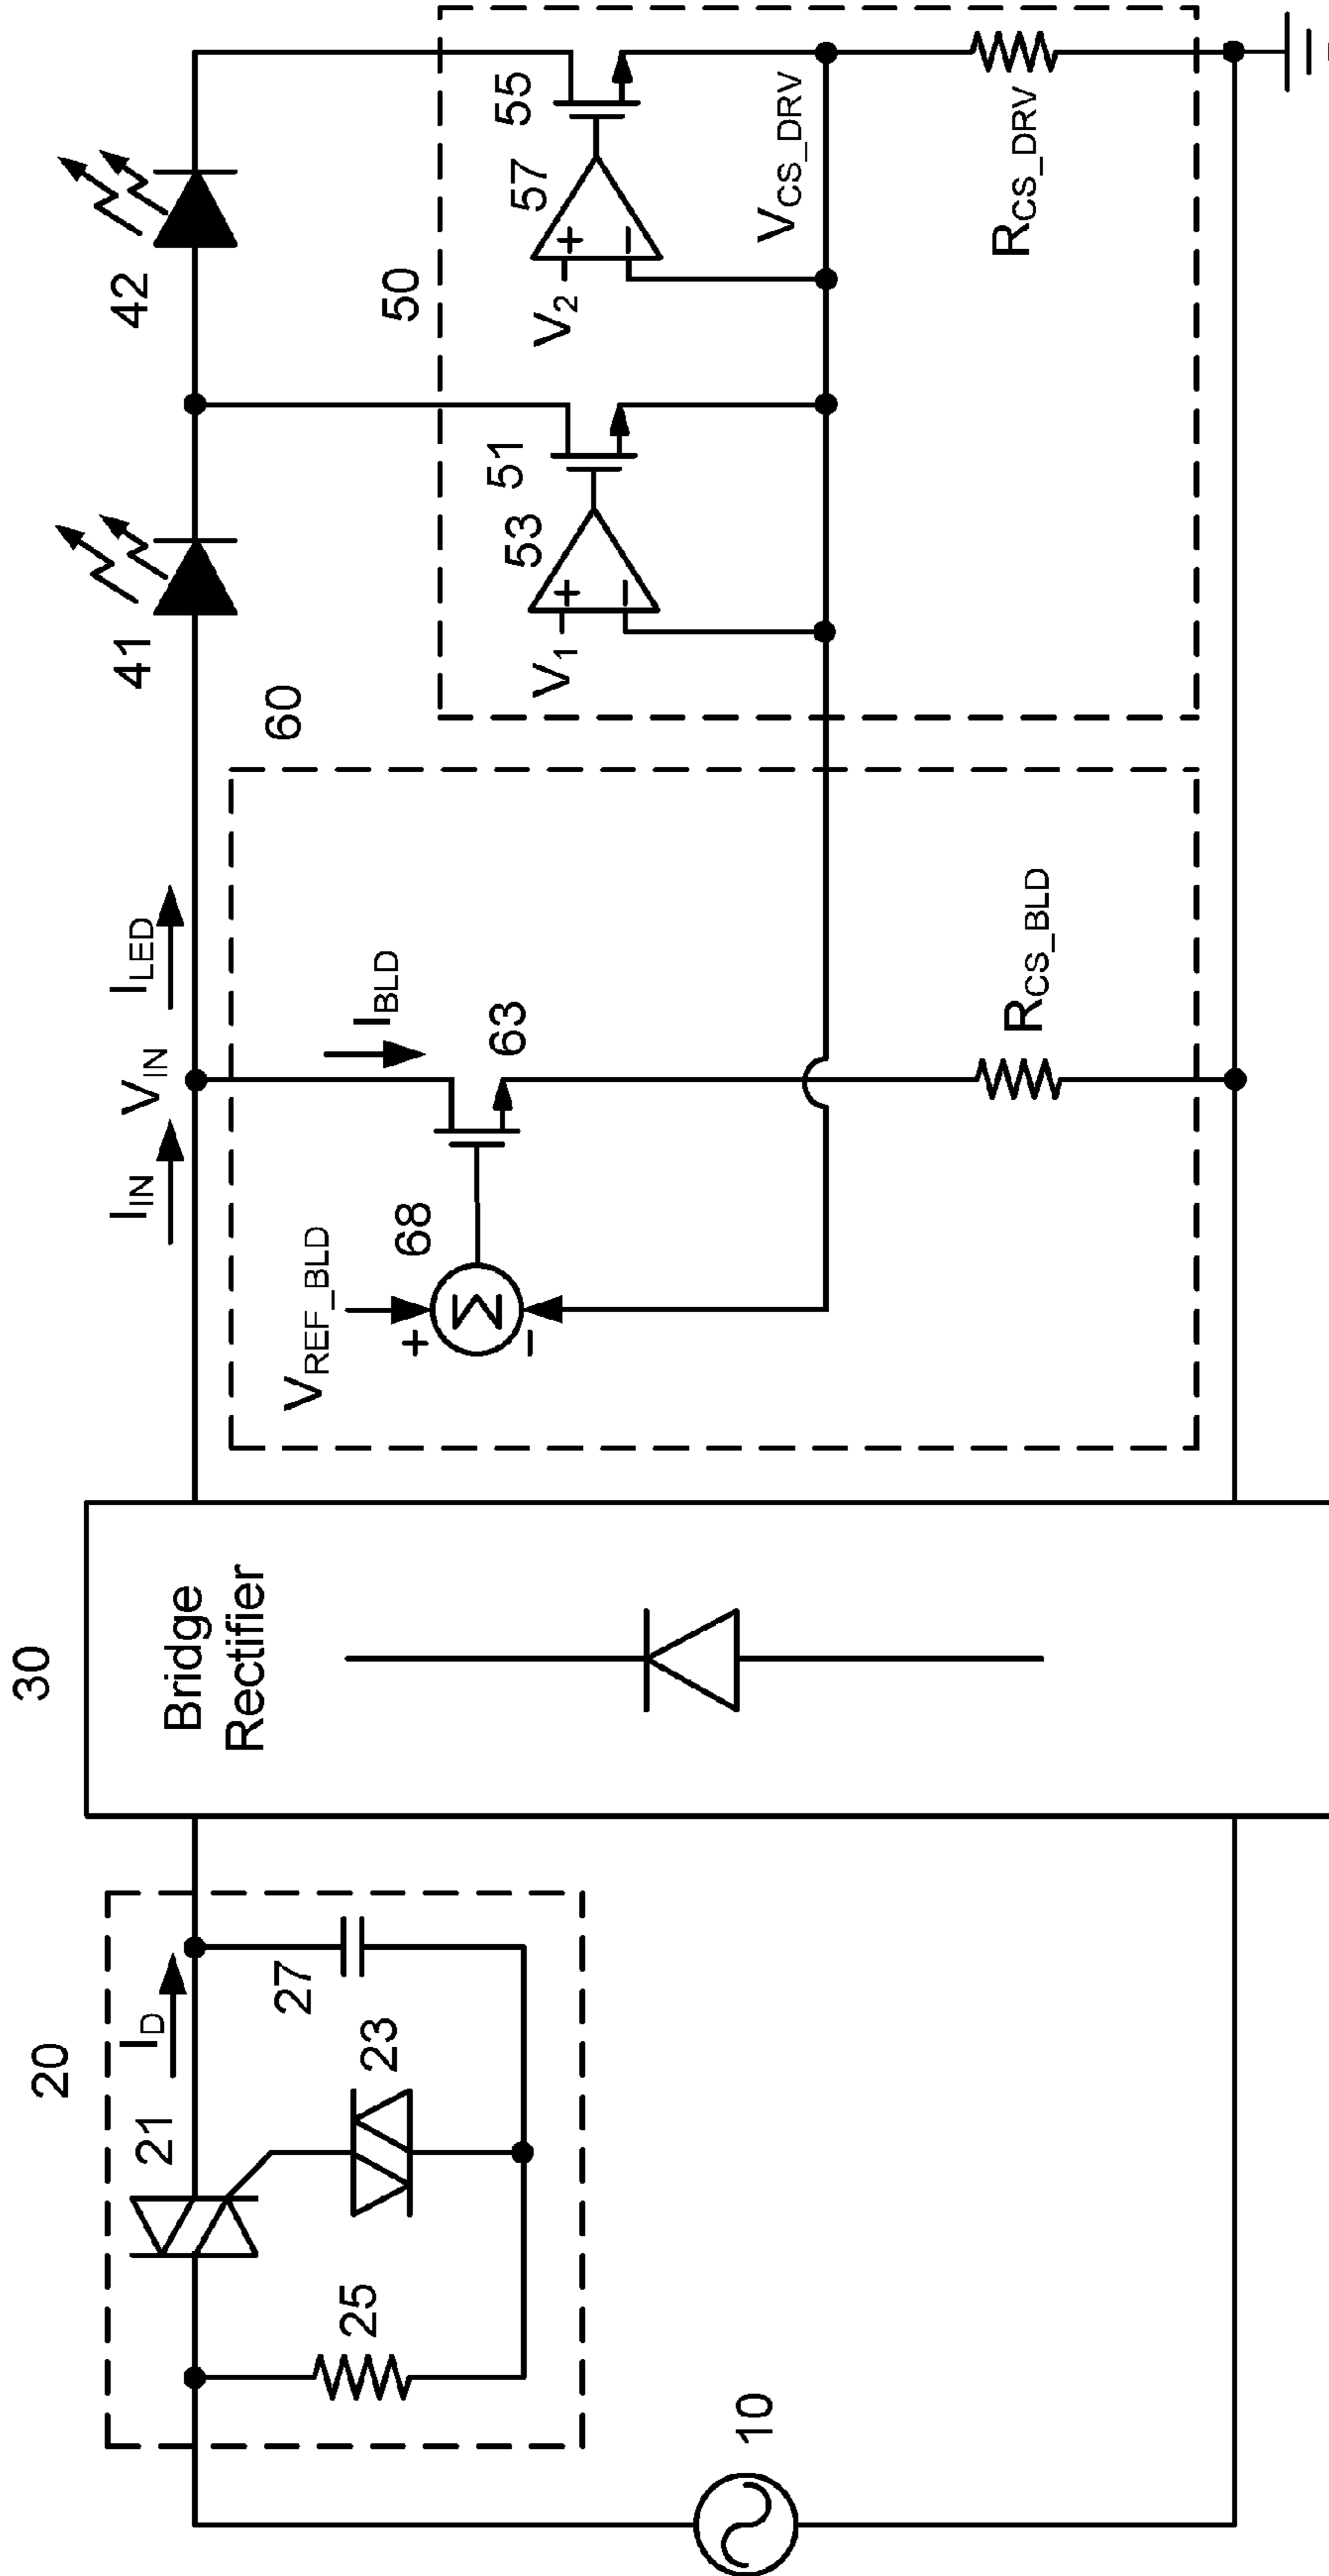 10
20
21
I_D
25
23
27
30
Bridge
Rectifier
I_IN
V_IN
I_LED
60
V_REF_BLD
+
Σ
−
68
I_BLD
63
R_CS_BLD
41
42
50
V_1
+
−
53
51
V_2
+
−
57
55
V_CS_DRV
R_CS_DRV